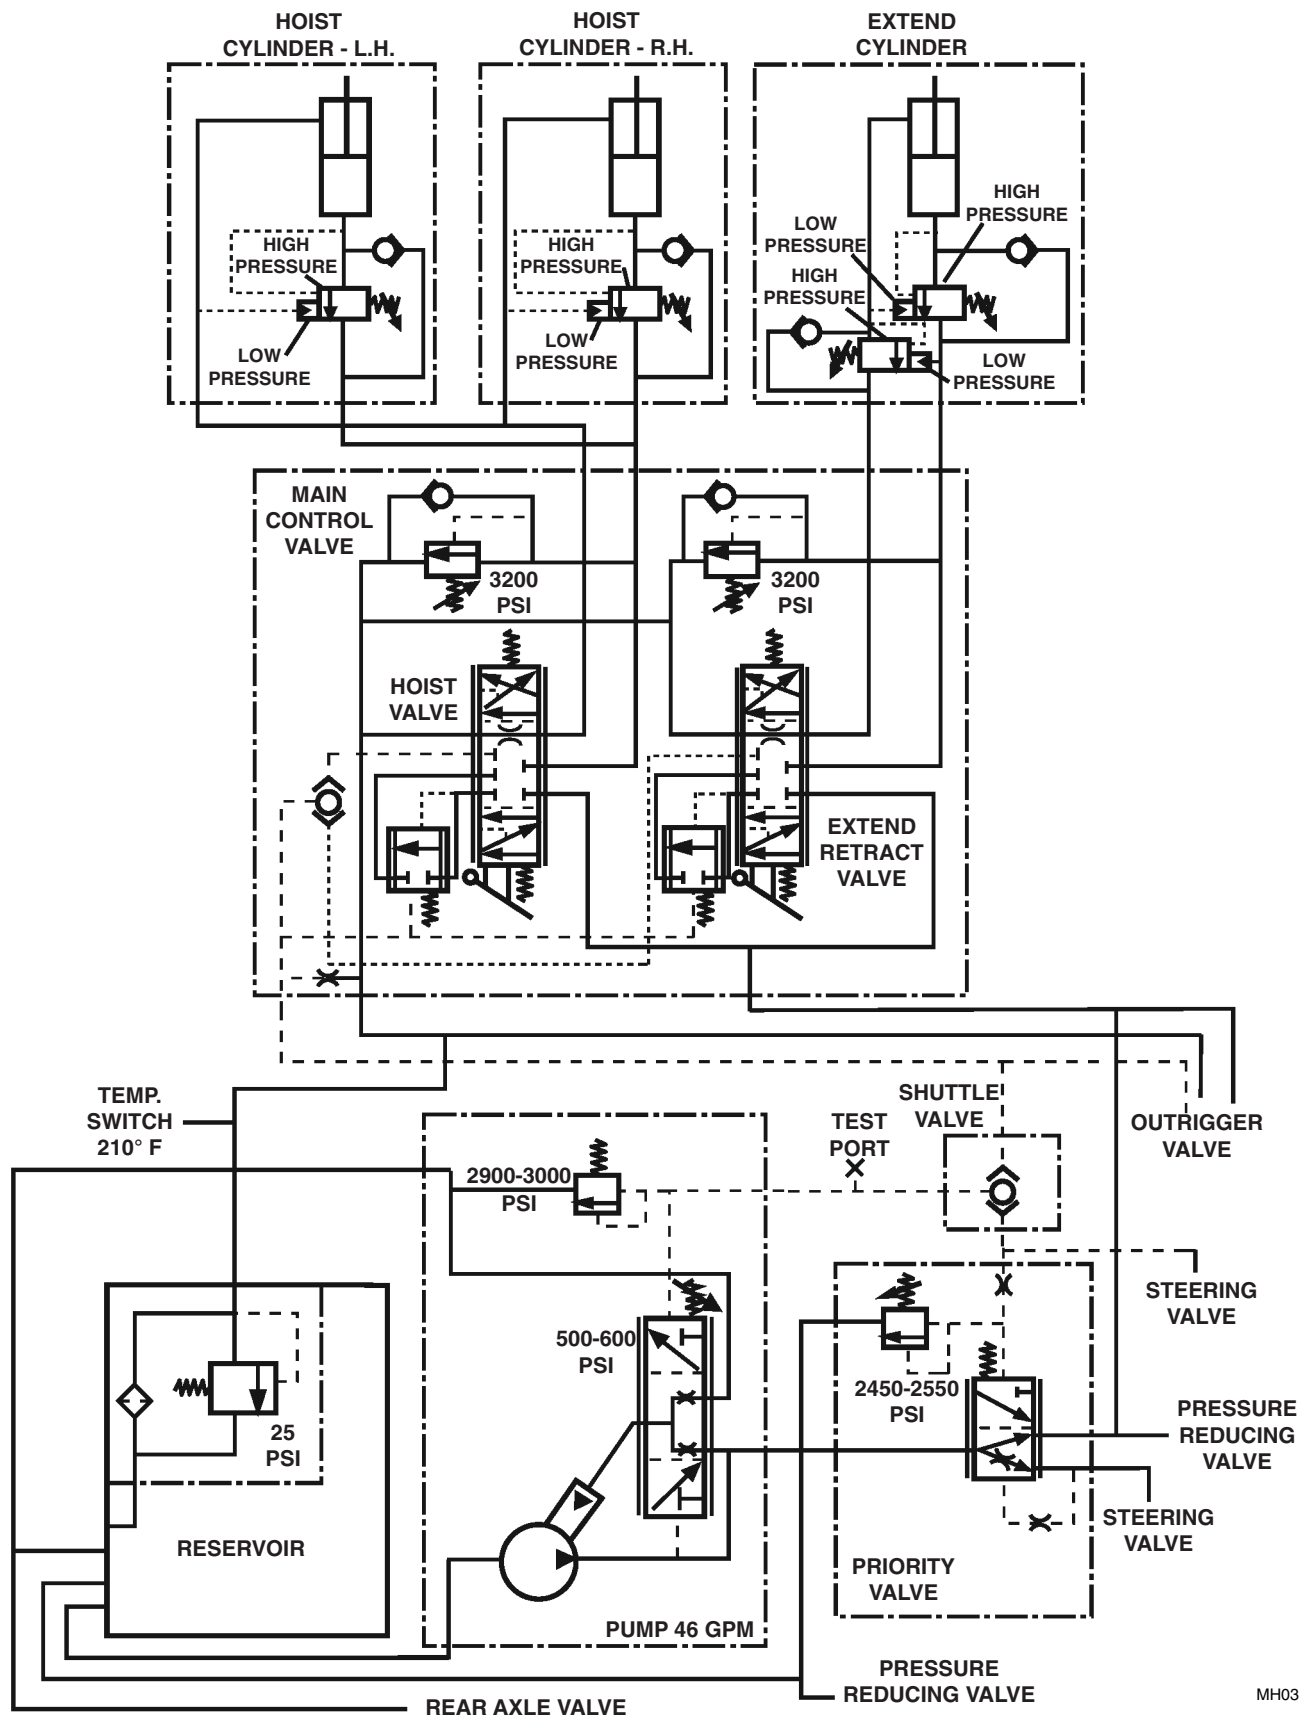 HOIST
CYLINDER - L.H.
HOIST
CYLINDER - R.H.
EXTEND
CYLINDER
HIGH
PRESSURE
LOW
PRESSURE
HIGH
PRESSURE
LOW
PRESSURE
HIGH
PRESSURE
LOW
PRESSURE
HIGH
PRESSURE
LOW
PRESSURE
MAIN
CONTROL
VALVE
3200
PSI
3200
PSI
HOIST
VALVE
EXTEND
RETRACT
VALVE
TEMP.
SWITCH
210° F
SHUTTLE
VALVE
TEST
PORT
OUTRIGGER
VALVE
2900-3000
PSI
STEERING
VALVE
500-600
PSI
2450-2550
PSI
PRESSURE
REDUCING
VALVE
25
PSI
STEERING
VALVE
RESERVOIR
PRIORITY
VALVE
PUMP 46 GPM
PRESSURE
REDUCING VALVE
REAR AXLE VALVE
MH03